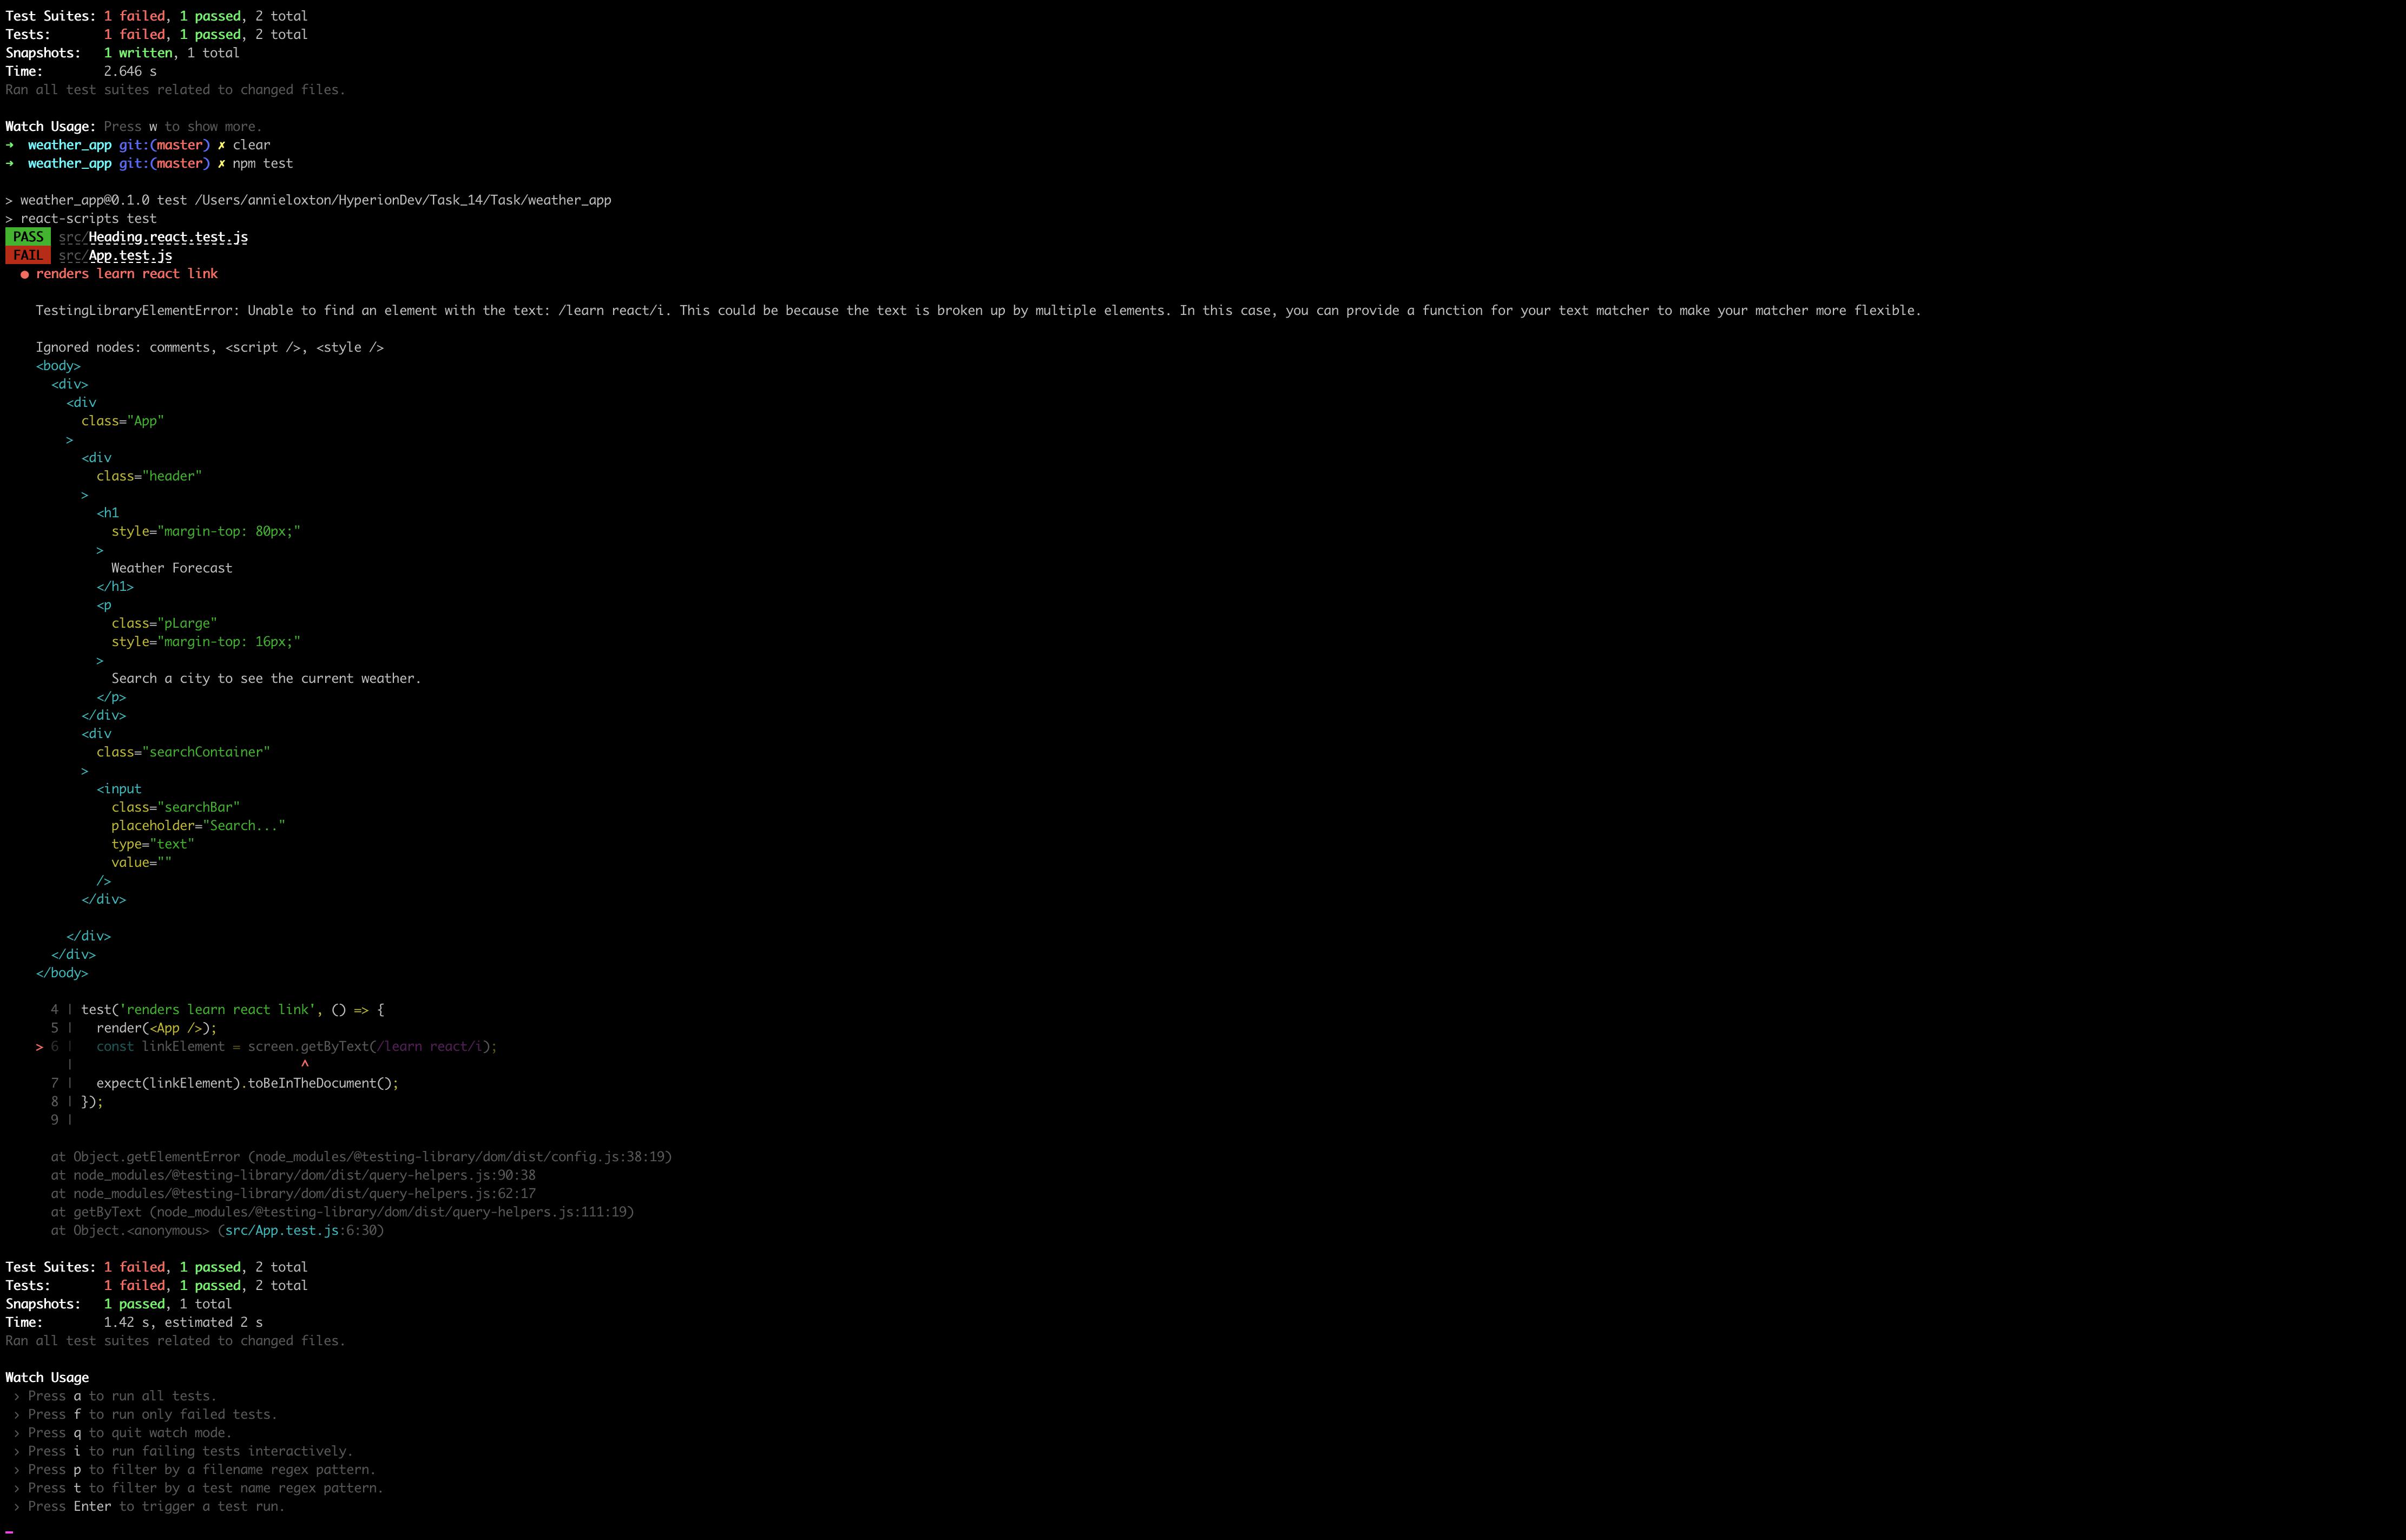 Test Suites: 1 failed, 1 passed, 2 total
Tests:       1 failed, 1 passed, 2 total
Snapshots:   1 written, 1 total
Time:        2.646 s
Ran all test suites related to changed files.

Watch Usage: Press w to show more.
➜  weather_app git:(master) ✗ clear
➜  weather_app git:(master) ✗ npm test

> weather_app@0.1.0 test /Users/annieloxton/HyperionDev/Task_14/Task/weather_app
> react-scripts test
PASS  src/Heading.react.test.js
FAIL  src/App.test.js
  ● renders learn react link

    TestingLibraryElementError: Unable to find an element with the text: /learn react/i. This could be because the text is broken up by multiple elements. In this case, you can provide a function for your text matcher to make your matcher more flexible.

    Ignored nodes: comments, <script />, <style />
    <body>
      <div>
        <div
          class="App"
        >
          <div
            class="header"
          >
            <h1
              style="margin-top: 80px;"
            >
              Weather Forecast
            </h1>
            <p
              class="pLarge"
              style="margin-top: 16px;"
            >
              Search a city to see the current weather.
            </p>
          </div>
          <div
            class="searchContainer"
          >
            <input
              class="searchBar"
              placeholder="Search..."
              type="text"
              value=""
            />
          </div>

        </div>
      </div>
    </body>

      4 | test('renders learn react link', () => {
      5 |   render(<App />);
    > 6 |   const linkElement = screen.getByText(/learn react/i);
        |                              ^
      7 |   expect(linkElement).toBeInTheDocument();
      8 | });
      9 |

      at Object.getElementError (node_modules/@testing-library/dom/dist/config.js:38:19)
      at node_modules/@testing-library/dom/dist/query-helpers.js:90:38
      at node_modules/@testing-library/dom/dist/query-helpers.js:62:17
      at getByText (node_modules/@testing-library/dom/dist/query-helpers.js:111:19)
      at Object.<anonymous> (src/App.test.js:6:30)

Test Suites: 1 failed, 1 passed, 2 total
Tests:       1 failed, 1 passed, 2 total
Snapshots:   1 passed, 1 total
Time:        1.42 s, estimated 2 s
Ran all test suites related to changed files.

Watch Usage
 › Press a to run all tests.
 › Press f to run only failed tests.
 › Press q to quit watch mode.
 › Press i to run failing tests interactively.
 › Press p to filter by a filename regex pattern.
 › Press t to filter by a test name regex pattern.
 › Press Enter to trigger a test run.